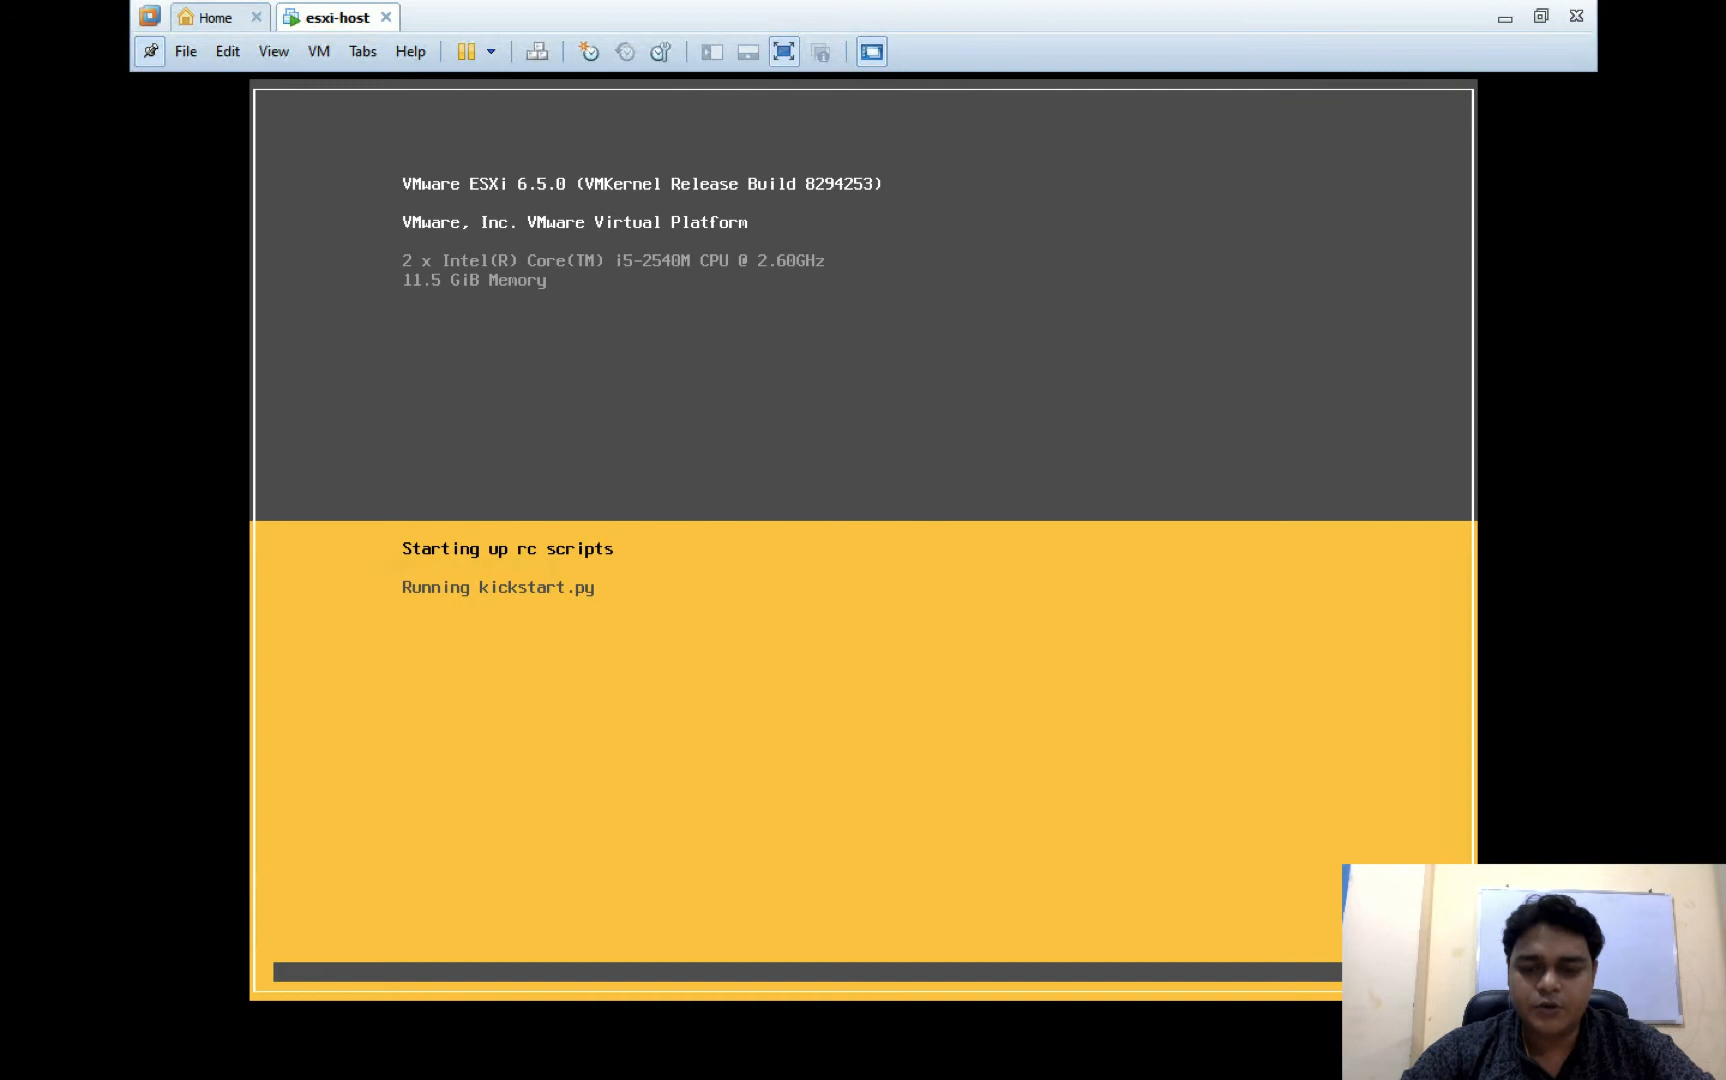 Home
esxi-host
File Edit View VM Tabs Help
VMware ESXi 6.5.0 (VMKernel Release Build 8294253)
VMware, Inc. VMware Virtual Platform
2 x Intel(R) Core(TM) i5-2540M CPU @ 2.60GHz
11.5 GiB Memory
Starting up rc scripts
Running kickstart.py